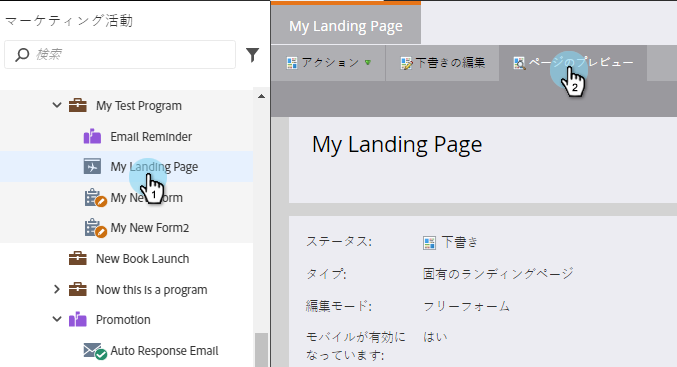 マーケティング活動
検索
My Test Program
Email Reminder
My Landing Page
1
My New Form
My New Form2
New Book Launch
Now this is a program
Promotion
Auto Response Email
My Landing Page
アクション
下書きの編集
ページのプレビュー
2
My Landing Page
ステータス: 下書き
タイプ: 固有のランディングページ
編集モード: フリーフォーム
モバイルが有効に はい
なっています: